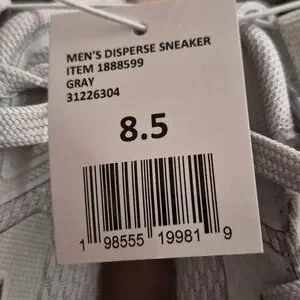 MEN'S DISPERSE SNEAKER
ITEM 1888599
GRAY
31226304
8.5
1 98555 19981 9